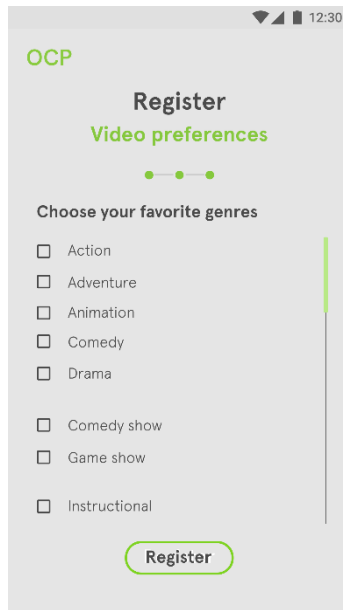 12:30
OCP
Register
Video preferences
Choose your favorite genres
Action
Adventure
Animation
Comedy
Drama
Comedy show
Game show
Instructional
Register